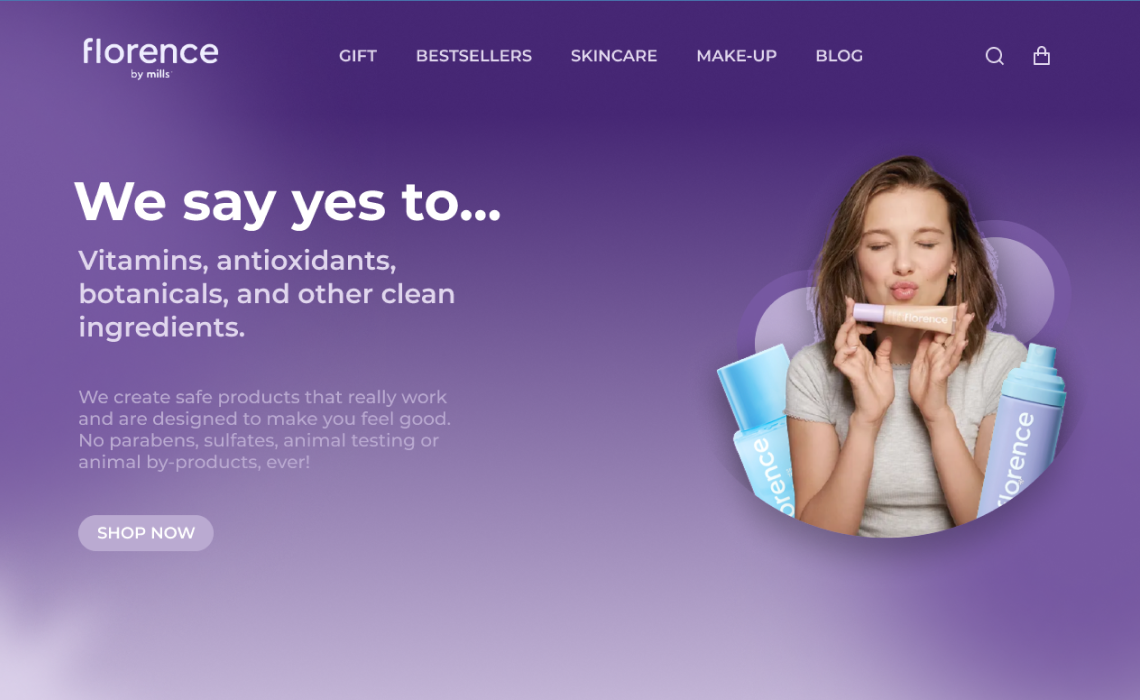 florence
by mills
GIFT
BESTSELLERS
SKINCARE
MAKE-UP
BLOG
We say yes to...
Vitamins, antioxidants,
botanicals, and other clean
ingredients.
We create safe products that really work
and are designed to make you feel good.
No parabens, sulfates, animal testing or
animal by-products, ever!
SHOP NOW
florence
orence
florence